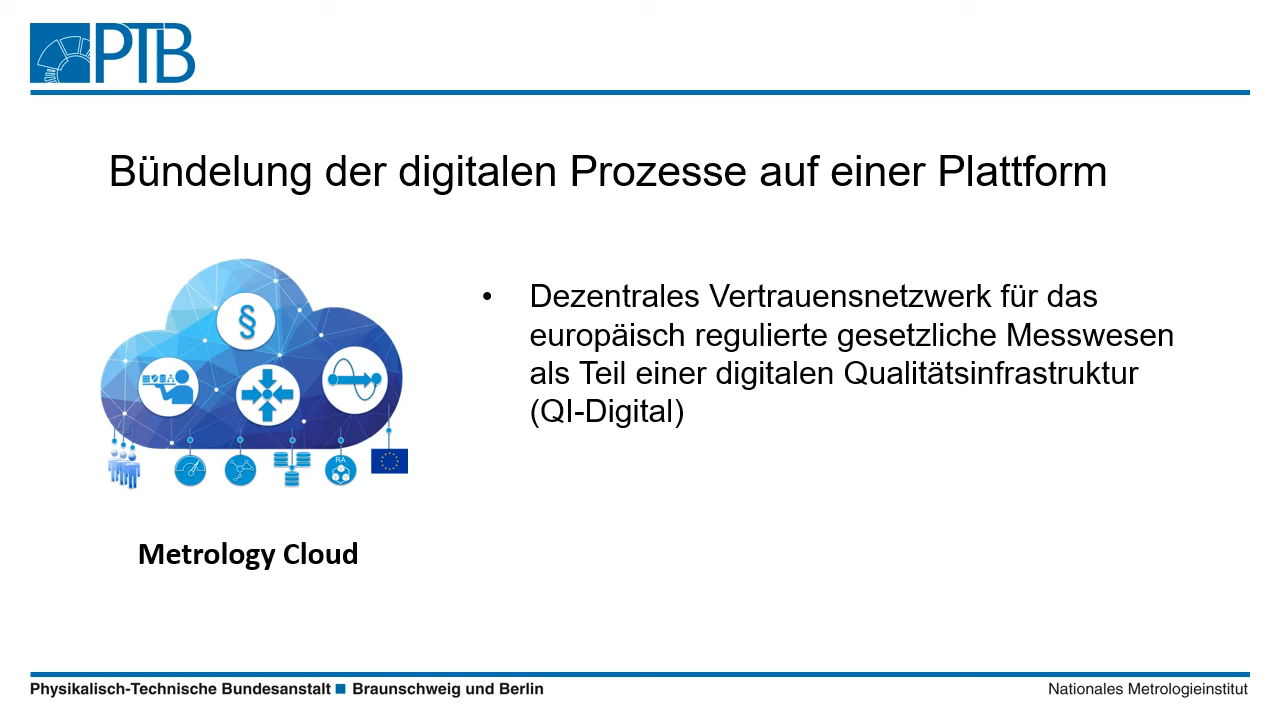 PTB
Bündelung der digitalen Prozesse auf einer Plattform
§
RA
Metrology Cloud
• Dezentrales Vertrauensnetzwerk für das
europäisch regulierte gesetzliche Messwesen
als Teil einer digitalen Qualitätsinfrastruktur
(QI-Digital)
Physikalisch-Technische Bundesanstalt ■ Braunschweig und Berlin
Nationales Metrologieinstitut